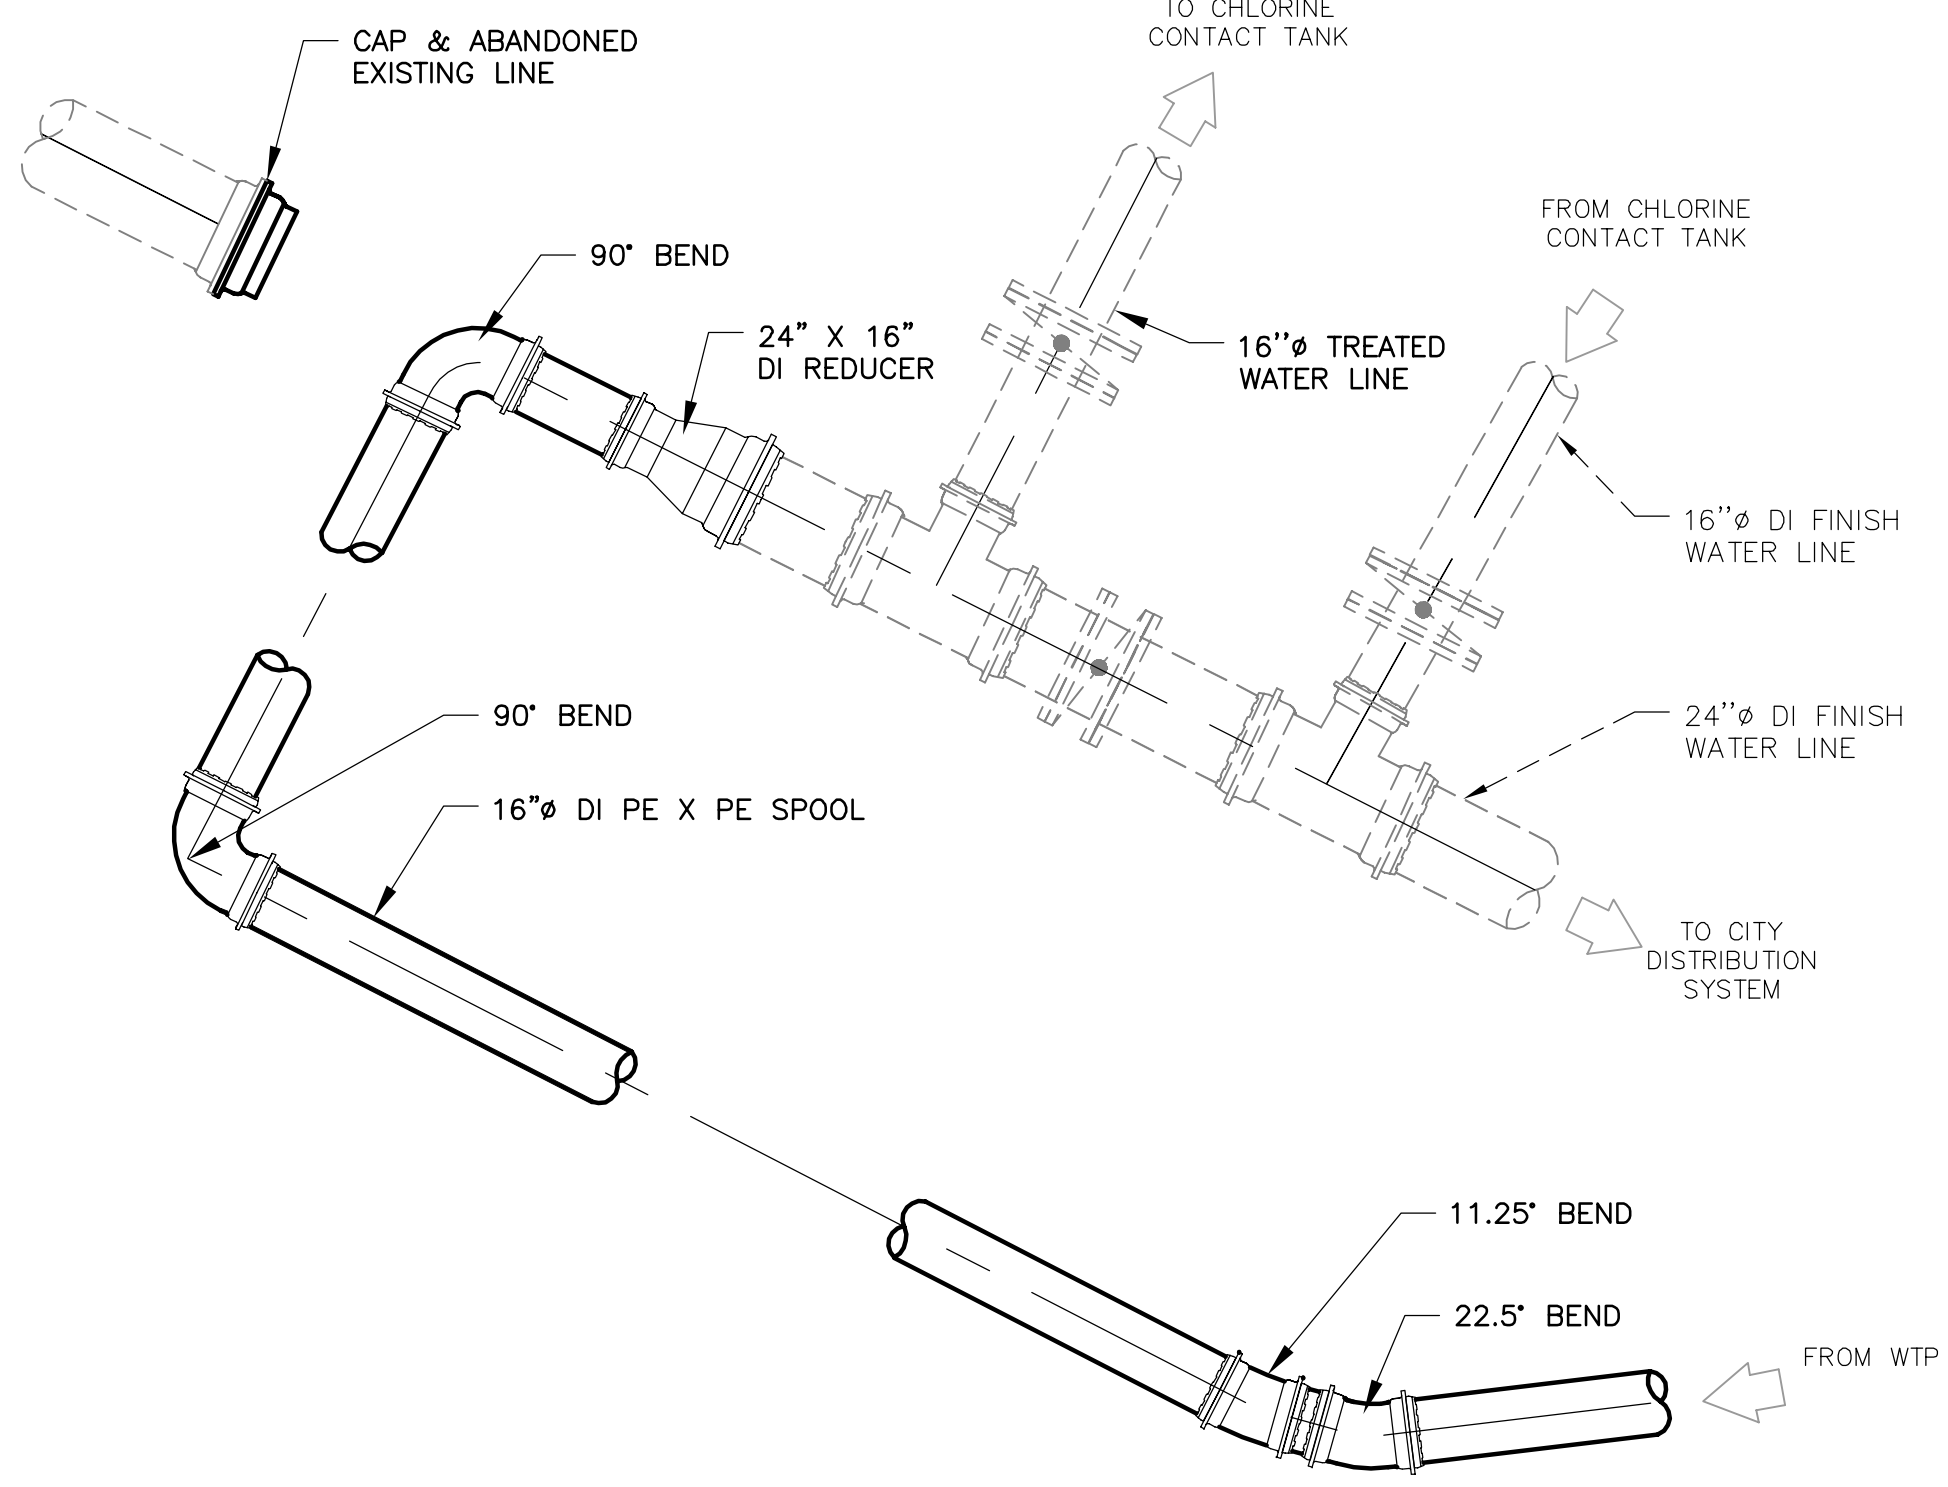 TO CHLORINE
CONTACT TANK
CAP & ABANDONED
EXISTING LINE
FROM CHLORINE
CONTACT TANK
90° BEND
24" X 16"
DI REDUCER
16''ø TREATED
WATER LINE
16''ø DI FINISH
WATER LINE
90° BEND
24''ø DI FINISH
WATER LINE
16"ø DI PE X PE SPOOL
TO CITY
DISTRIBUTION
SYSTEM
11.25° BEND
22.5° BEND
FROM WTP